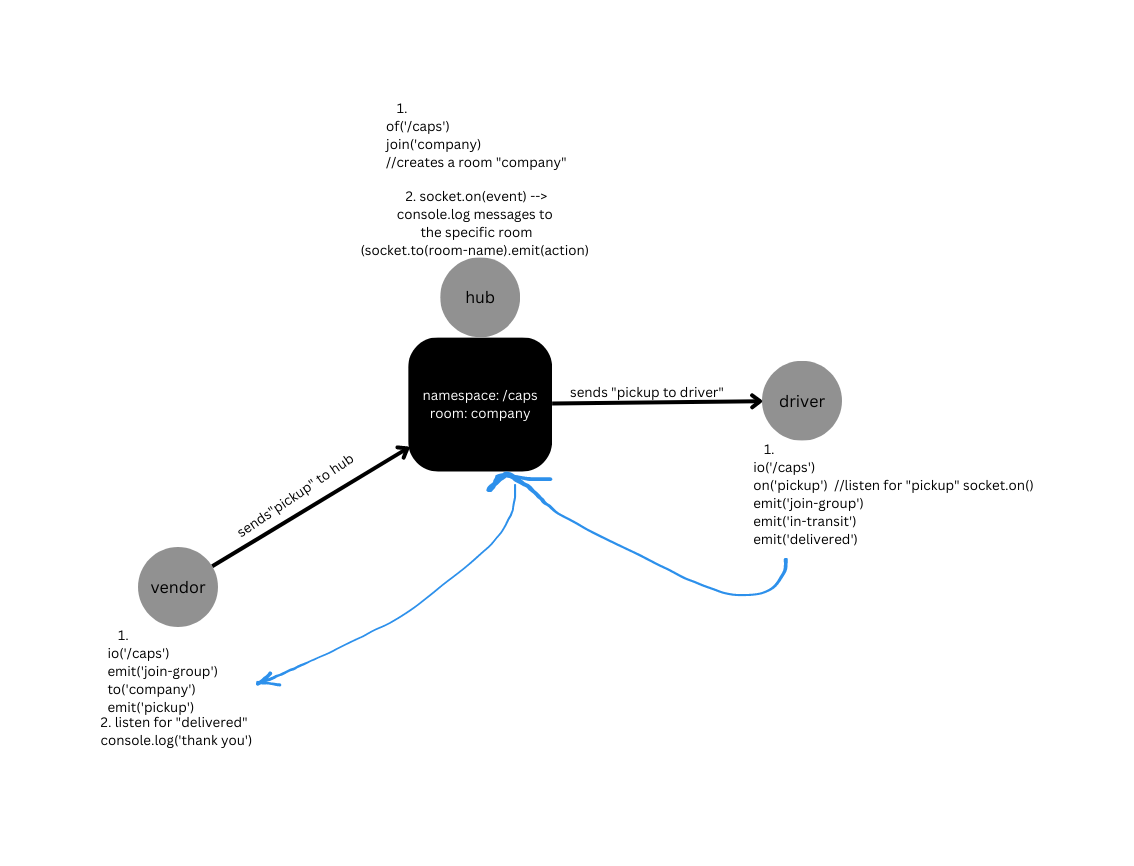 1.
of('/caps')
join('company)
//creates a room "company"
2. socket.on(event) -->
console.log messages to
the specific room
(socket.to(room-name).emit(action)
hub
namespace: /caps
room: company
sends "pickup to driver"
driver
1.
io('/caps')
on('pickup')  //listen for "pickup" socket.on()
emit('join-group')
emit('in-transit')
emit('delivered')
sends"pickup" to hub
vendor
1.
io('/caps')
emit('join-group')
to('company')
emit('pickup')
2. listen for "delivered"
console.log('thank you')